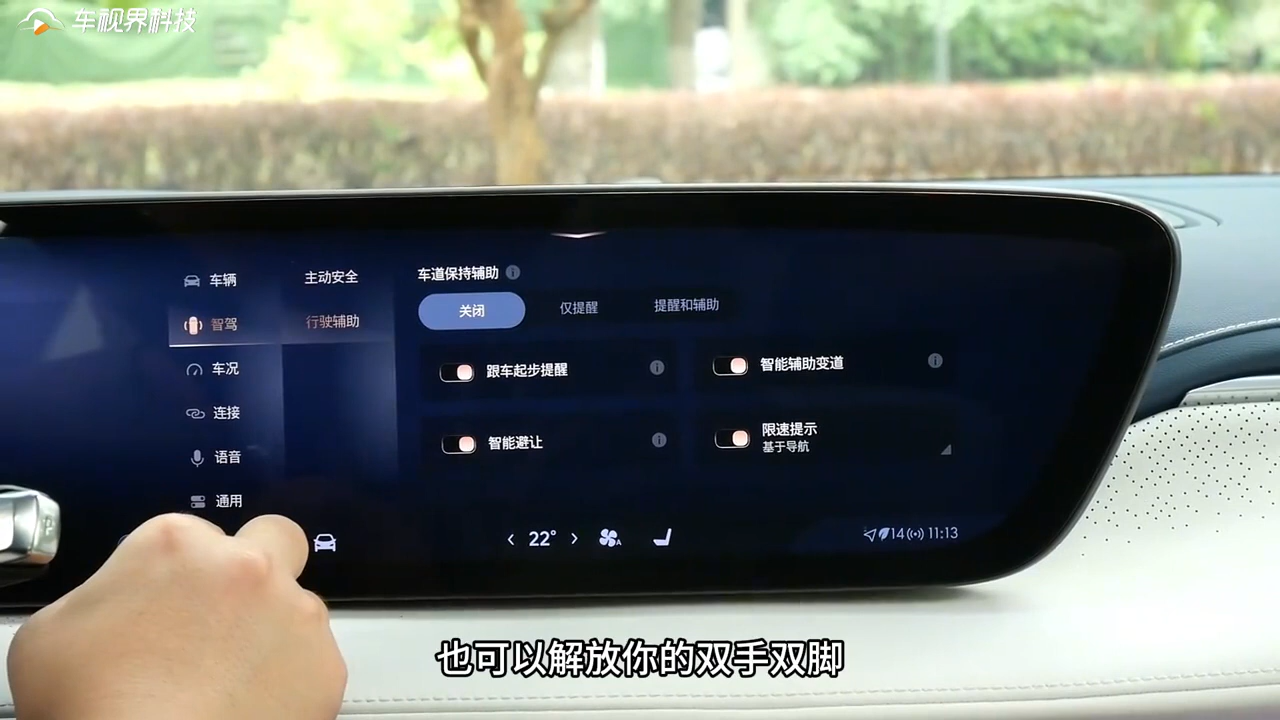 车视界科技
车辆
智驾
车况
连接
语音
通用
主动安全
行驶辅助
车道保持辅助
关闭
仅提醒
提醒和辅助
跟车起步提醒
智能辅助变道
智能避让
限速提示
基于导航
22°
A
14
11:13
也可以解放你的双手双脚